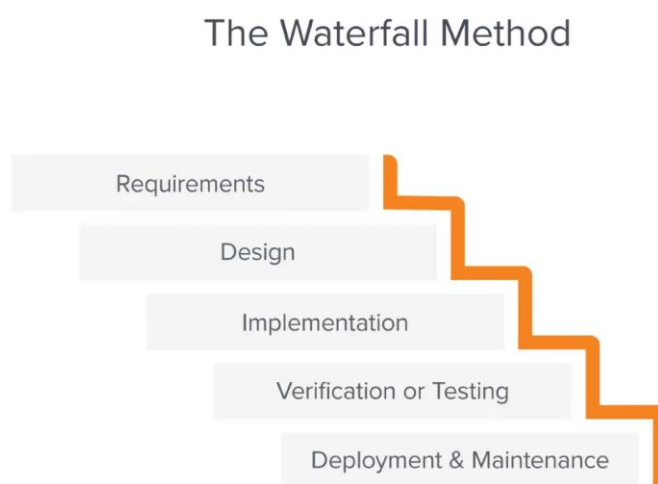 The Waterfall Method
Requirements
Design
Implementation
Verification or Testing
Deployment & Maintenance